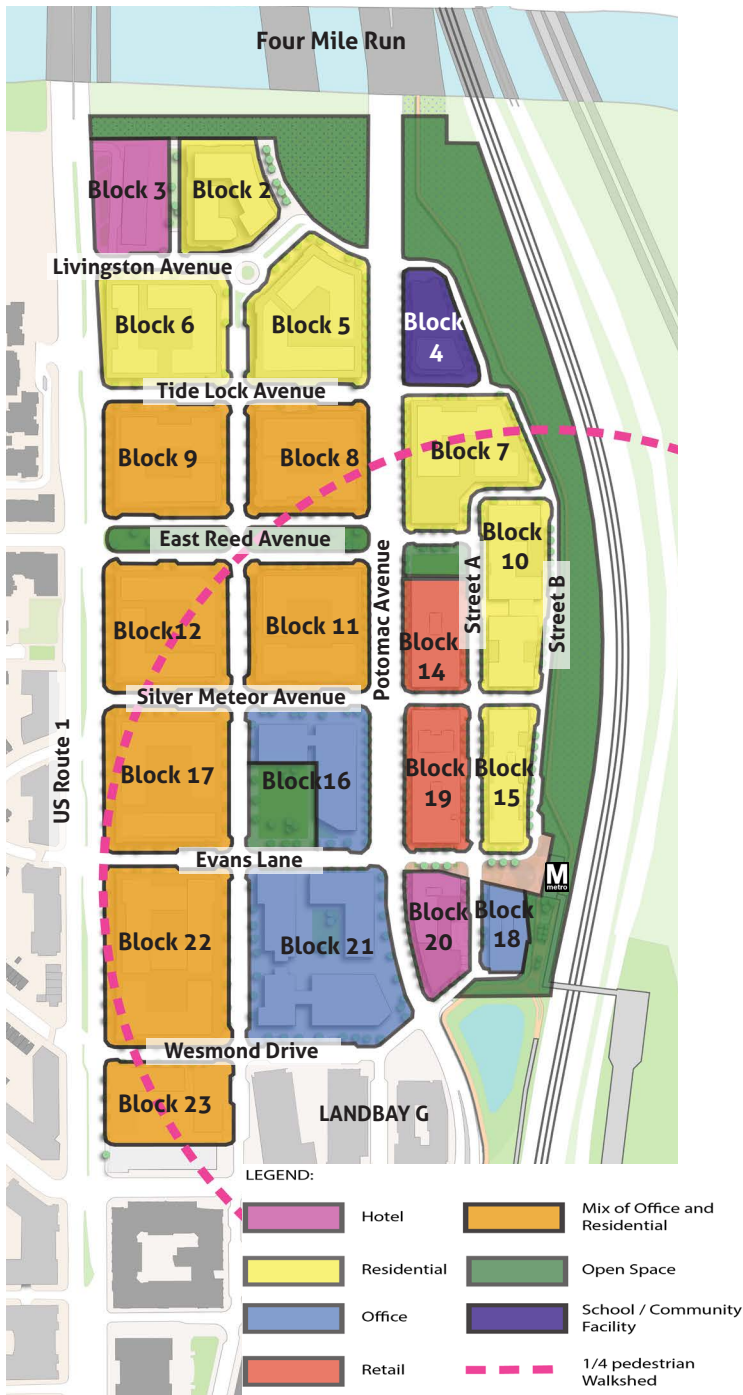 Four Mile Run
Block 3
Block 2
Livingston Avenue
Block 6
Block 5
Block
4
Tide Lock Avenue
Block 9
Block 8
Block 7
East Reed Avenue
Block
10
Block12
Block 11
Potomac Avenue
Block
14
Street A
Street B
Silver Meteor Avenue
US Route 1
Block 17
Block16
Block
19
Block
15
Evans Lane
M
metro
Block 22
Block 21
Block
20
Block
18
Wesmond Drive
Block 23
LANDBAY G
LEGEND:
Hotel
Mix of Office and
Residential
Residential
Open Space
Office
School / Community
Facility
Retail
1/4 pedestrian
Walkshed